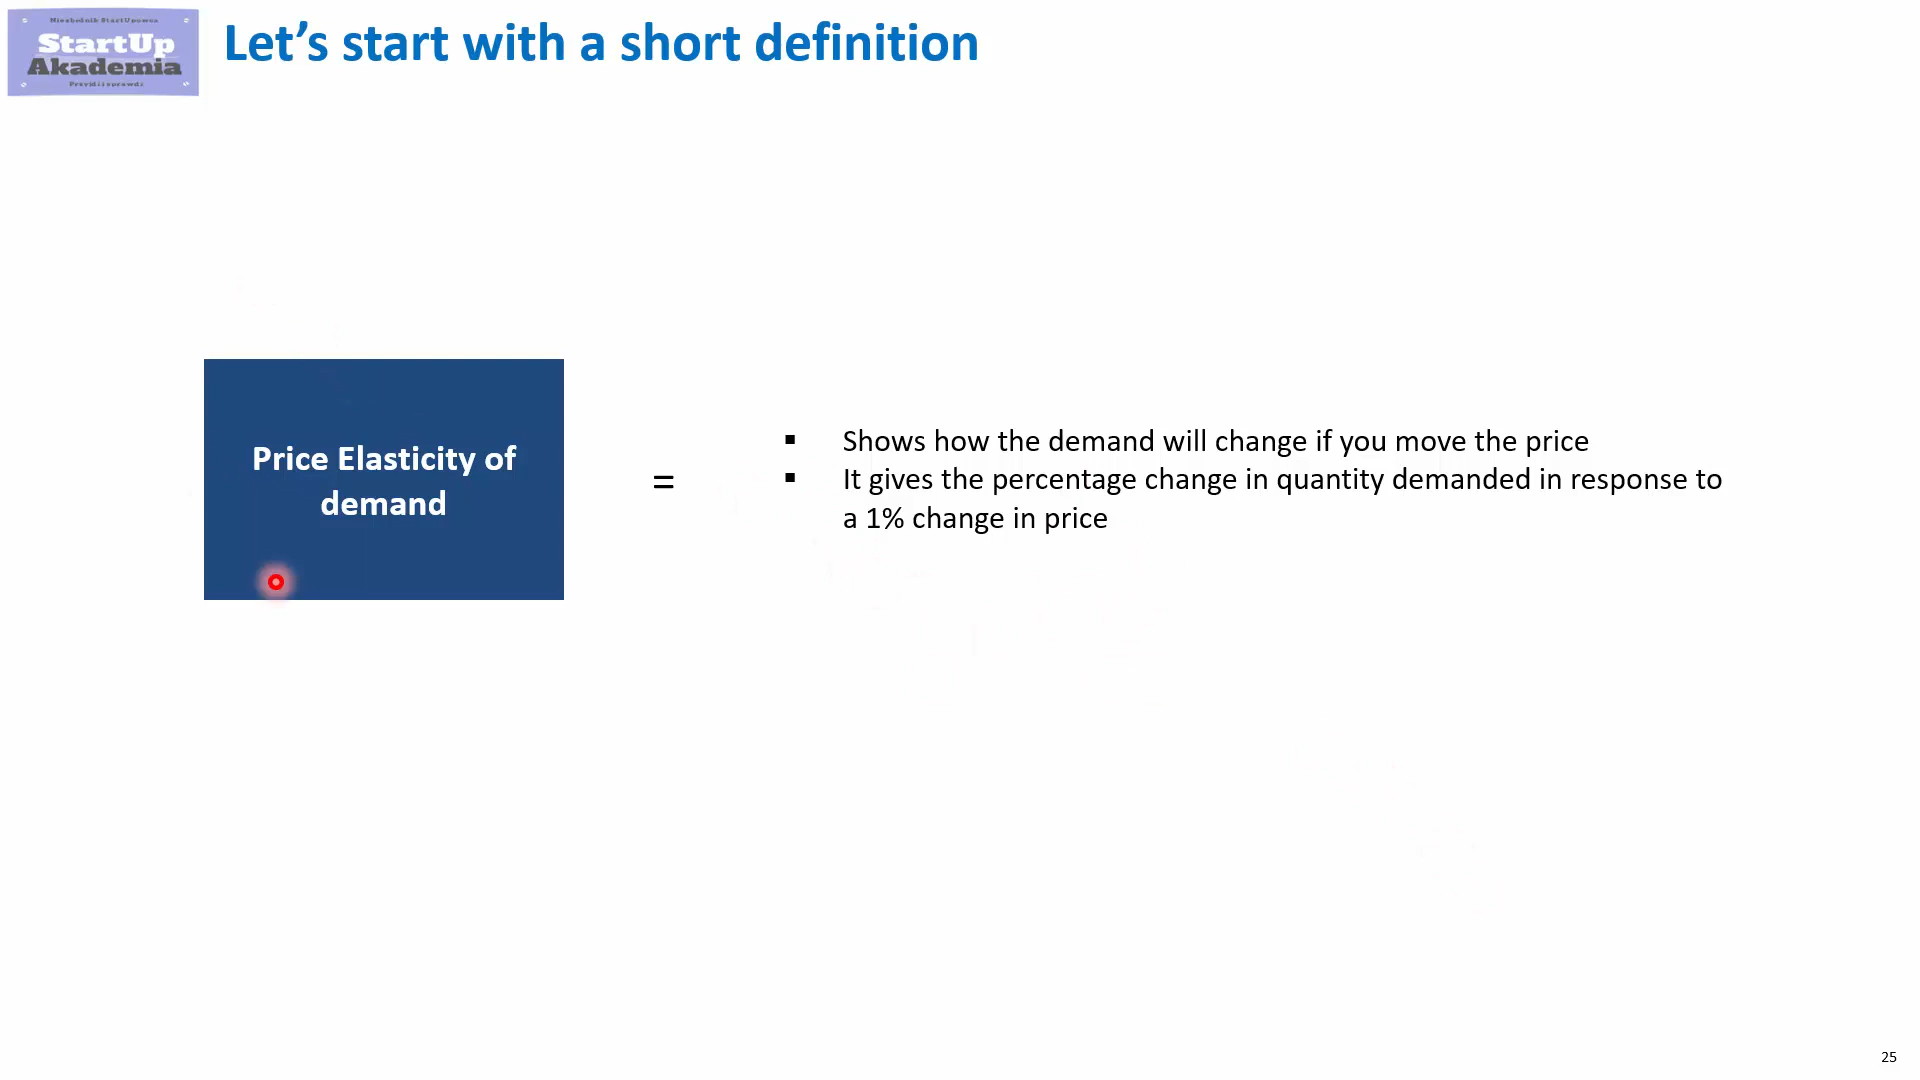 Niezbędnik StartUpowca
StartUp
Akademia
Let’s start with a short definition
Price Elasticity of
demand
=
▪ Shows how the demand will change if you move the price
▪ It gives the percentage change in quantity demanded in response to
a 1% change in price
25